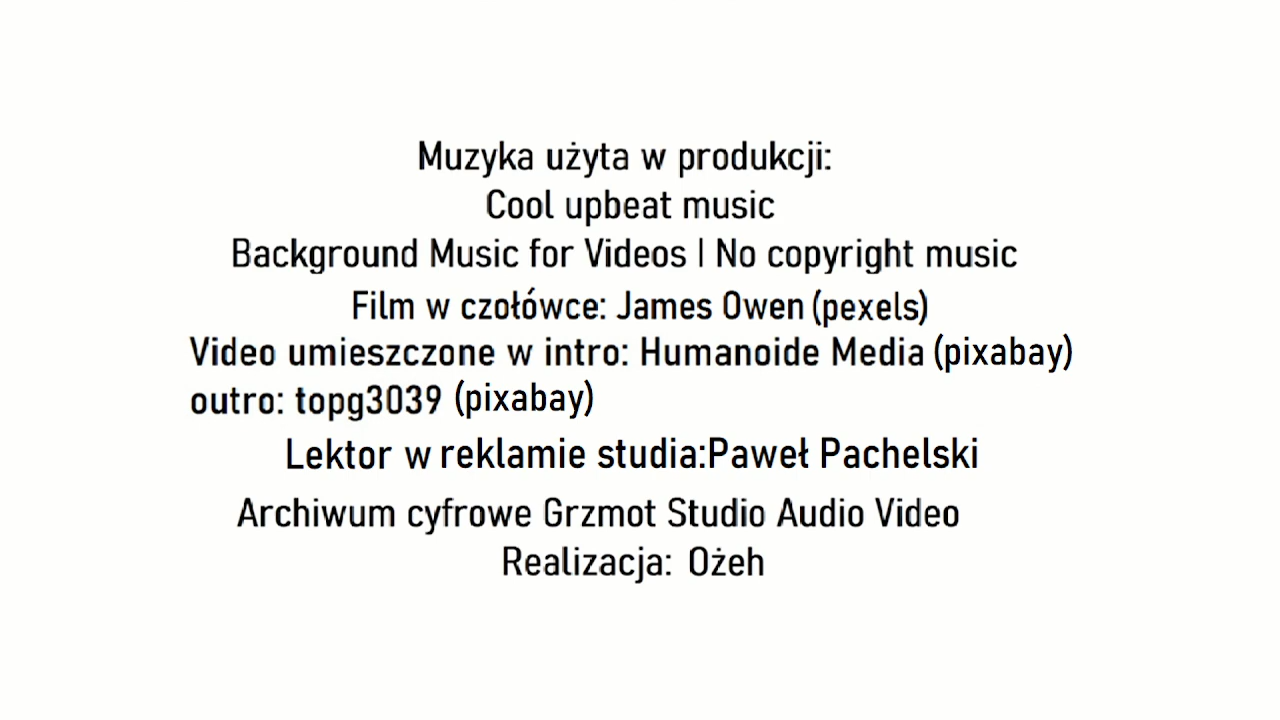 Muzyka użyta w produkcji:
Cool upbeat music
Background Music for Videos | No copyright music
Film w czołówce: James Owen (pexels)
Video umieszczone w intro: Humanoide Media (pixabay)
outro: topg3039 (pixabay)
Lektor w reklamie studia:Paweł Pachelski
Archiwum cyfrowe Grzmot Studio Audio Video
Realizacja: Ożeh